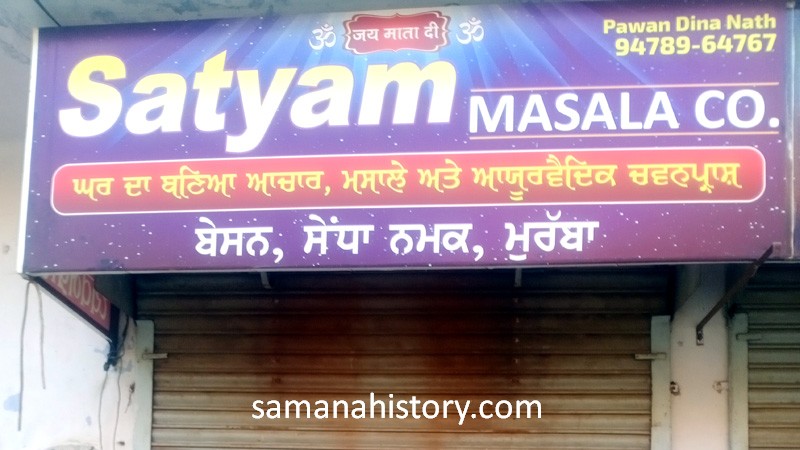 ॐ जय माता दी ॐ
Pawan Dina Nath
94789-64767
Satyam MASALA CO.
ਘਰ ਦਾ ਬਣਿਆ ਆਚਾਰ, ਮਸਾਲੇ ਅਤੇ ਆਯੂਰਵੈਦਿਕ ਚਵਨਪ੍ਰਾਸ਼
ਬੇਸਨ, ਸੇਂਧਾ ਨਮਕ, ਮੁਰੱਬਾ
samanahistory.com